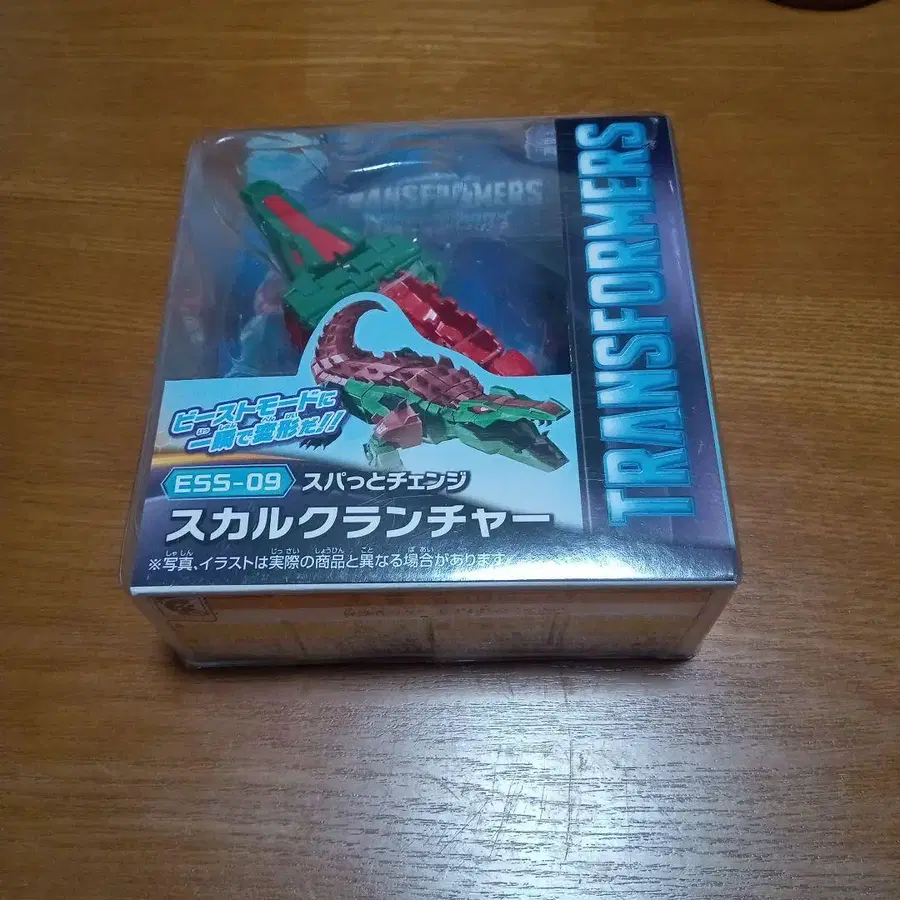 TRANSFORMERS
TRANSFORMERS
ビーストモードに
一瞬で変形だ!!
ESS-09 スパっとチェンジ
スカルクランチャー
※写真、イラストは実際の商品と異なる場合があります。